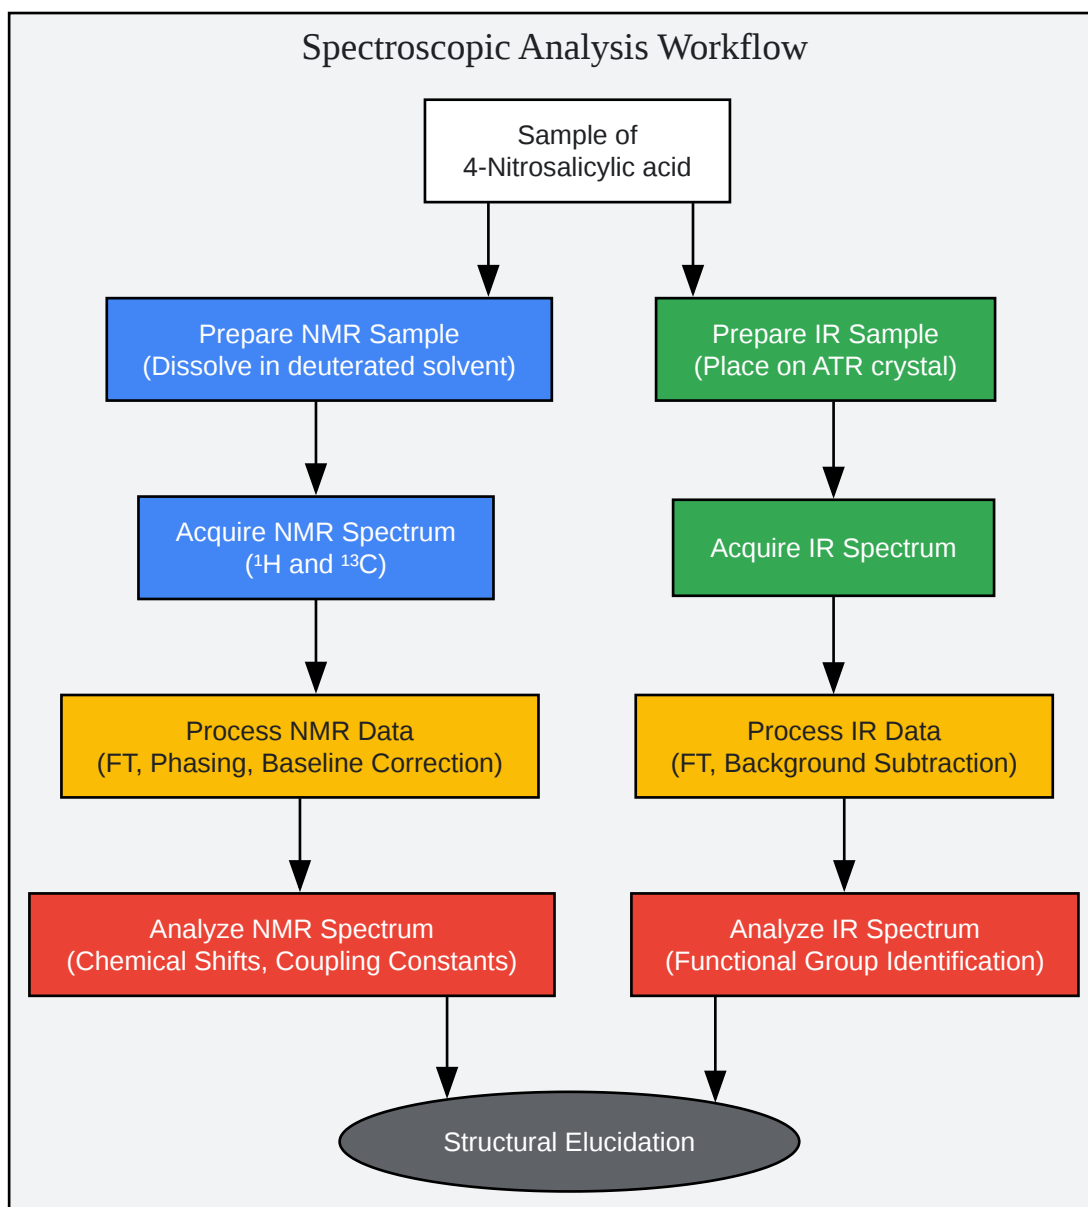 Spectroscopic Analysis Workflow
Sample of
4-Nitrosalicylic acid
Prepare NMR Sample
(Dissolve in deuterated solvent)
Prepare IR Sample
(Place on ATR crystal)
Acquire NMR Spectrum
(¹H and ¹³C)
Acquire IR Spectrum
Process NMR Data
(FT, Phasing, Baseline Correction)
Process IR Data
(FT, Background Subtraction)
Analyze NMR Spectrum
(Chemical Shifts, Coupling Constants)
Analyze IR Spectrum
(Functional Group Identification)
Structural Elucidation